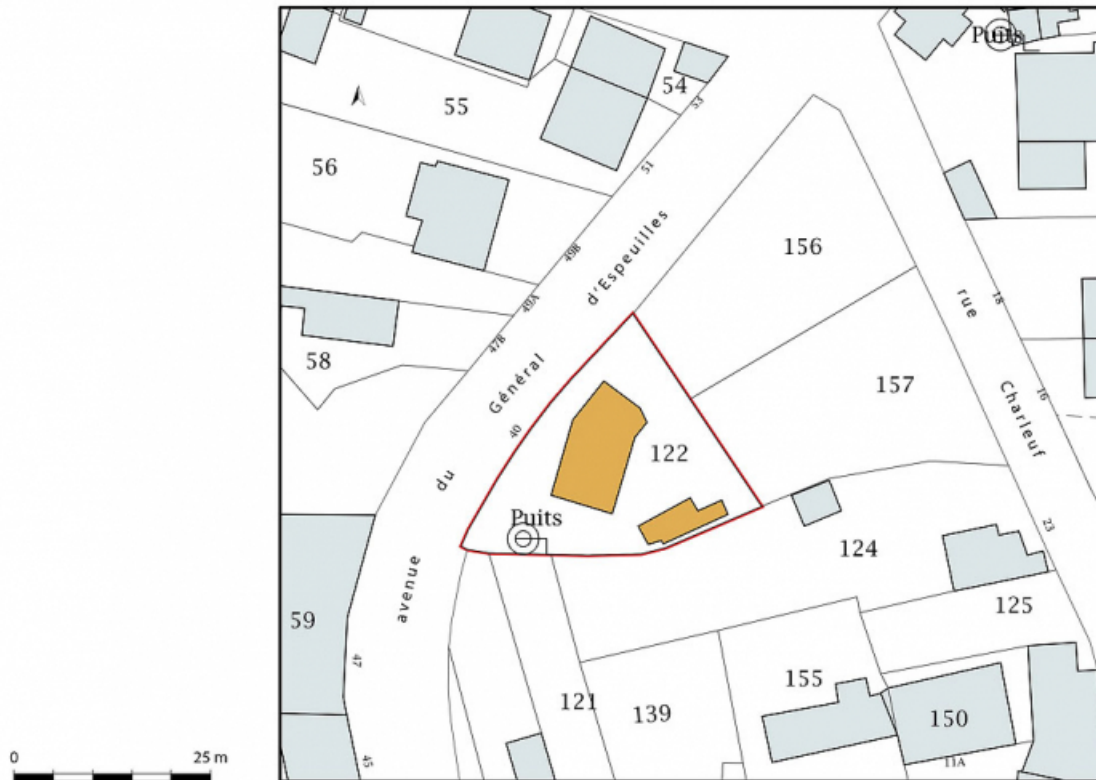 Puits
54
53
55
51
56
156
d'Espeuilles
49B
49A
rue
18
47B
58
Général
157
16
Charleuf
40
122
du
Puits
23
124
avenue
59
125
47
155
121
139
150
0
25 m
45
11A